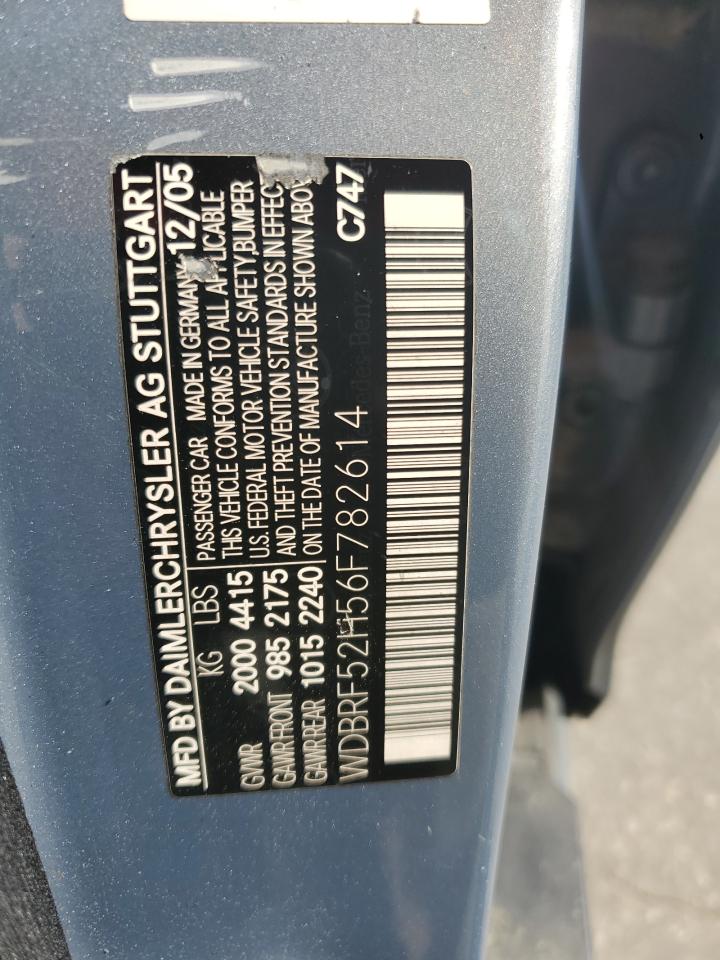 MFD BY DAIMLERCHRYSLER AG STUTTGART
KG LBS PASSENGER CAR MADE IN GERMANY 12/05
GVWR 2000 4415 THIS VEHICLE CONFORMS TO ALL APPLICABLE
U.S. FEDERAL MOTOR VEHICLE SAFETY, BUMPER
GAWR FRONT 985 2175 AND THEFT PREVENTION STANDARDS IN EFFECT
GAWR REAR 1015 2240 ON THE DATE OF MANUFACTURE SHOWN ABOVE
WDBRF52H56F782614 C747